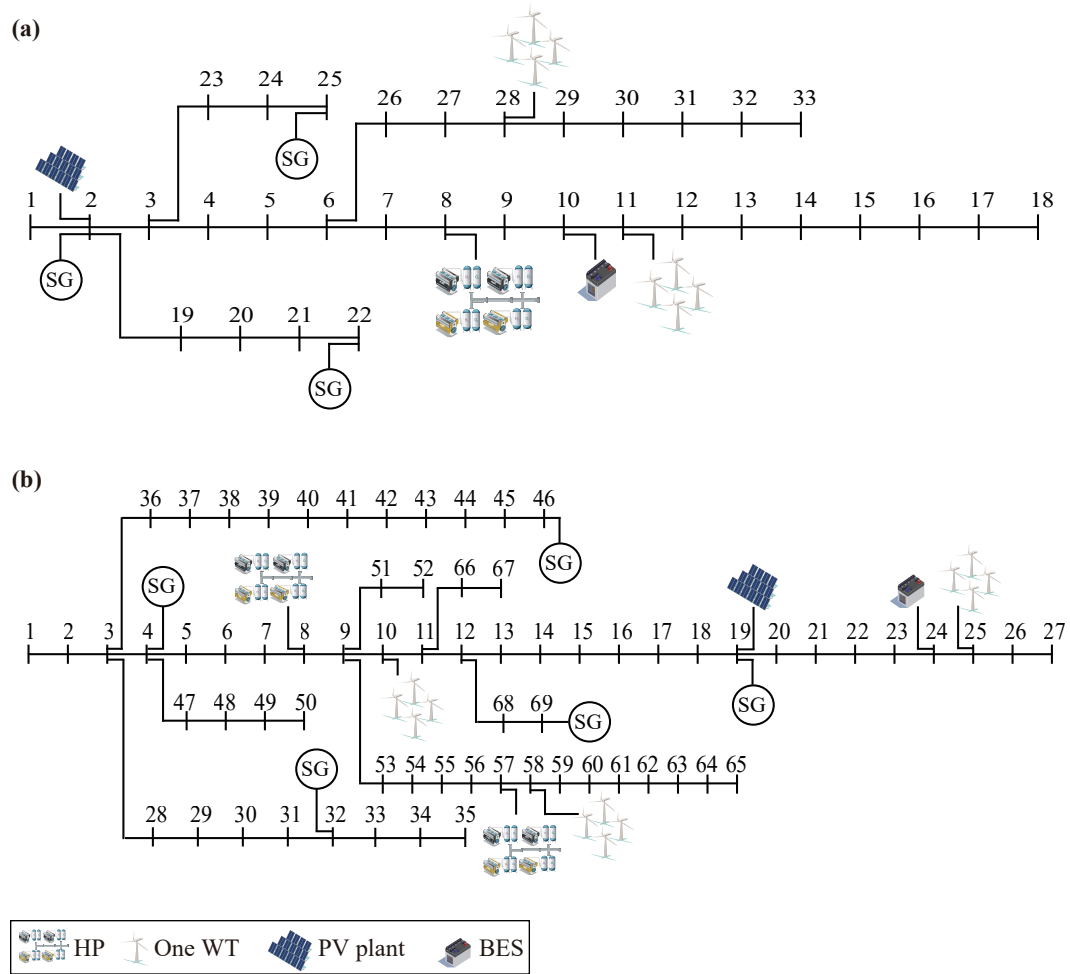 (a)
23 24 25
26 27 28 29 30 31 32 33
SG
1 2 3 4 5 6 7 8 9 10 11 12 13 14 15 16 17 18
SG
19 20 21 22
SG
(b)
36 37 38 39 40 41 42 43 44 45 46
SG
51 52 66 67
SG
1 2 3 4 5 6 7 8 9 10 11 12 13 14 15 16 17 18 19 20 21 22 23 24 25 26 27
47 48 49 50
68 69 SG
SG
SG
53 54 55 56 57 58 59 60 61 62 63 64 65
28 29 30 31 32 33 34 35
HP One WT PV plant BES